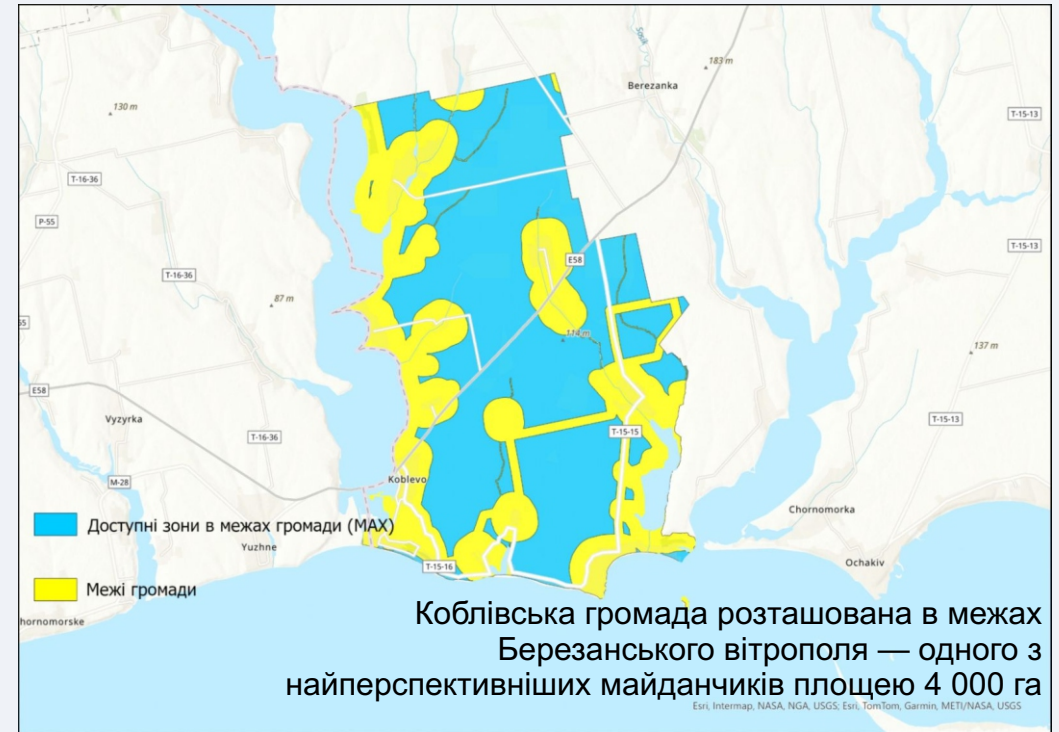 183 m
Berezanka
130 m
T-15-13
T-16-36
P-55
T-15-13
E58
T-16-36
87 m
114 m
137 m
E58
Vyzyrka
T-15-13
T-16-36
T-15-15
Koblevo
M-28
Доступні зони в межах громади (MAX)
Chornomorka
Yuzhne
Ochakiv
T-15-16
Межі громади
hornomorske
Коблівська громада розташована в межах
Березанського вітрополя — одного з
найперспективніших майданчиків площею 4 000 га
Esri, Intermap, NASA, NGA, USGS; Esri, TomTom, Garmin, METI/NASA, USGS